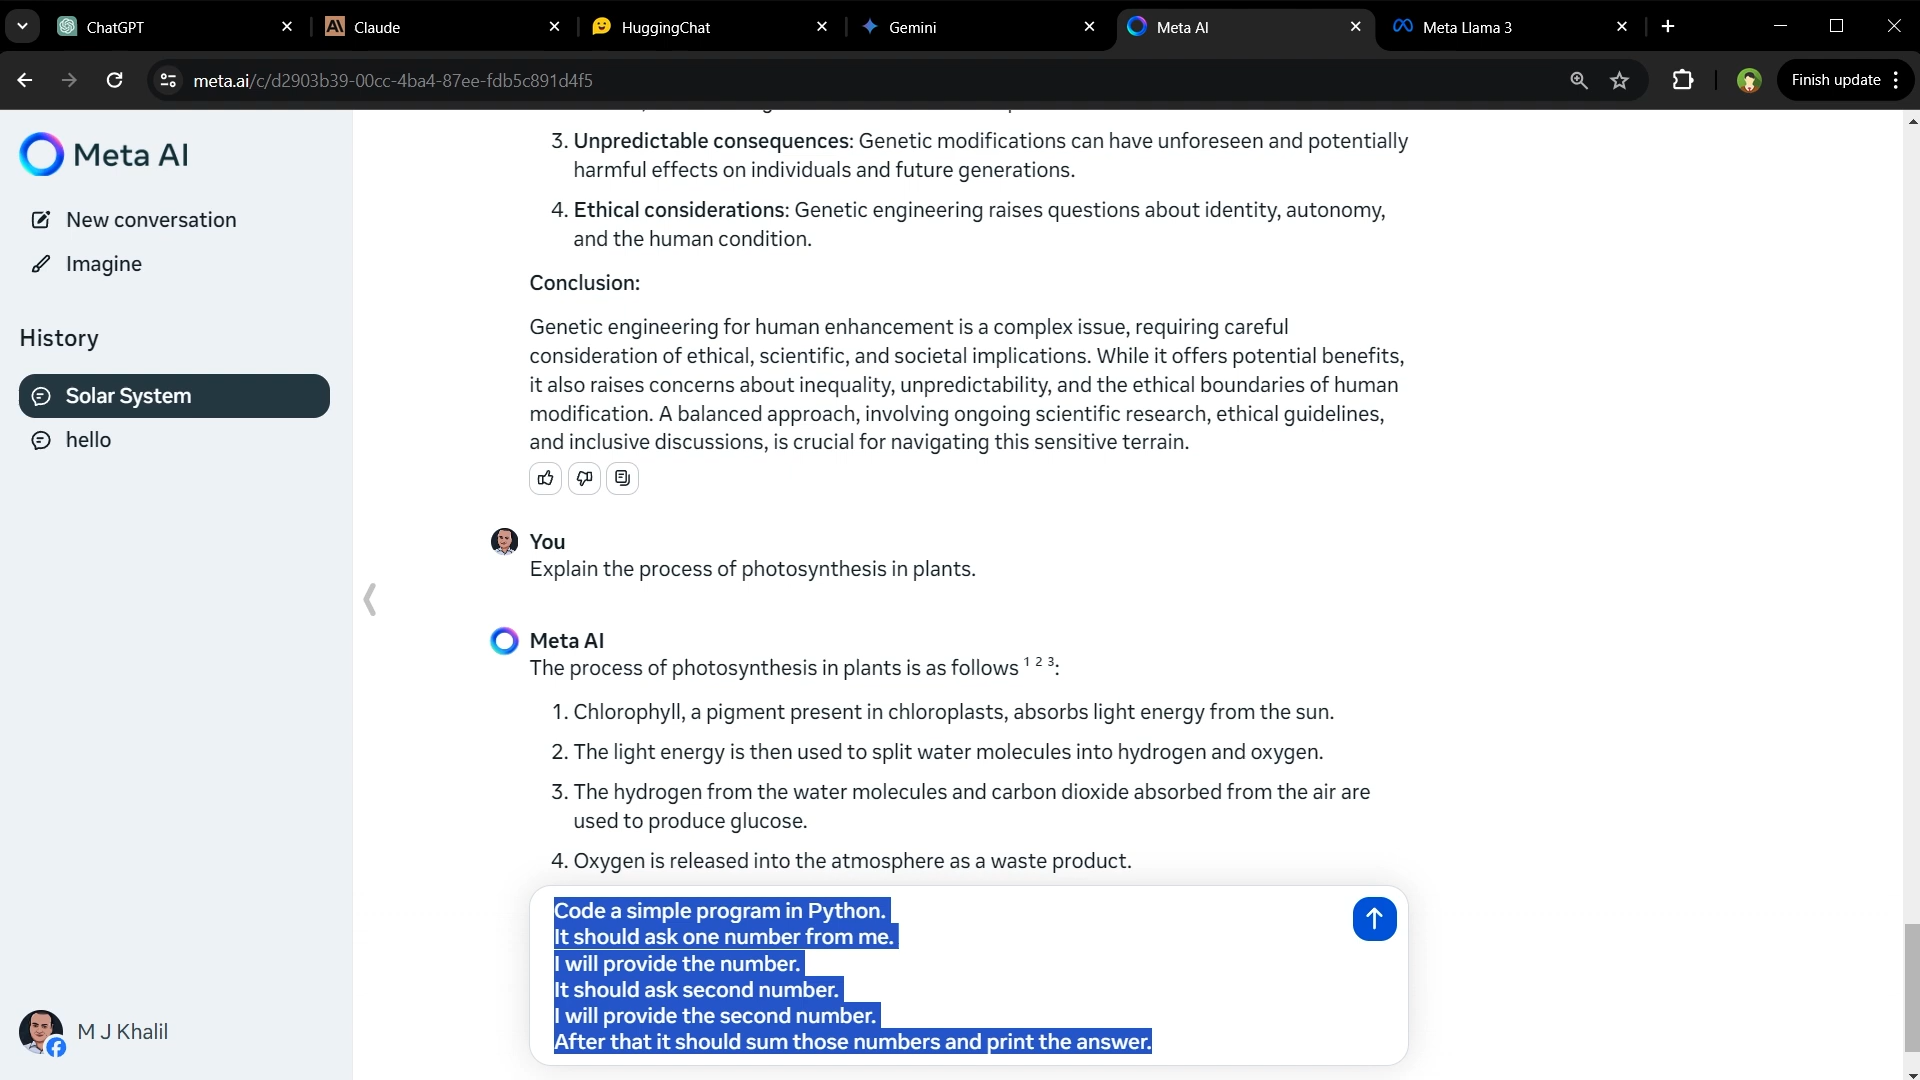 ChatGPT
Claude
HuggingChat
Gemini
Meta AI
Meta Llama 3
meta.ai/c/d2903b39-00cc-4ba4-87ee-fdb5c891d4f5
Finish update
Meta AI
New conversation
Imagine
History
Solar System
hello
M J Khalil
3. Unpredictable consequences: Genetic modifications can have unforeseen and potentially
harmful effects on individuals and future generations.
4. Ethical considerations: Genetic engineering raises questions about identity, autonomy,
and the human condition.
Conclusion:
Genetic engineering for human enhancement is a complex issue, requiring careful
consideration of ethical, scientific, and societal implications. While it offers potential benefits,
it also raises concerns about inequality, unpredictability, and the ethical boundaries of human
modification. A balanced approach, involving ongoing scientific research, ethical guidelines,
and inclusive discussions, is crucial for navigating this sensitive terrain.
You
Explain the process of photosynthesis in plants.
Meta AI
The process of photosynthesis in plants is as follows ¹ ² ³:
1. Chlorophyll, a pigment present in chloroplasts, absorbs light energy from the sun.
2. The light energy is then used to split water molecules into hydrogen and oxygen.
3. The hydrogen from the water molecules and carbon dioxide absorbed from the air are
used to produce glucose.
4. Oxygen is released into the atmosphere as a waste product.
Code a simple program in Python.
It should ask one number from me.
I will provide the number.
It should ask second number.
I will provide the second number.
After that it should sum those numbers and print the answer.